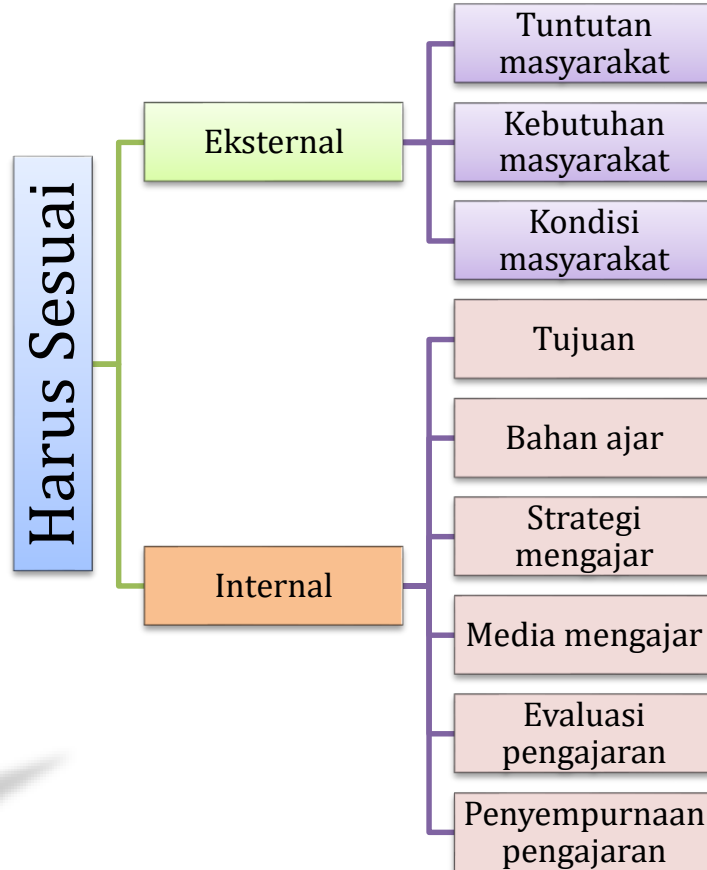 Harus Sesuai
Eksternal
Tuntutan
masyarakat
Kebutuhan
masyarakat
Kondisi
masyarakat
Internal
Tujuan
Bahan ajar
Strategi
mengajar
Media mengajar
Evaluasi
pengajaran
Penyempurnaan
pengajaran